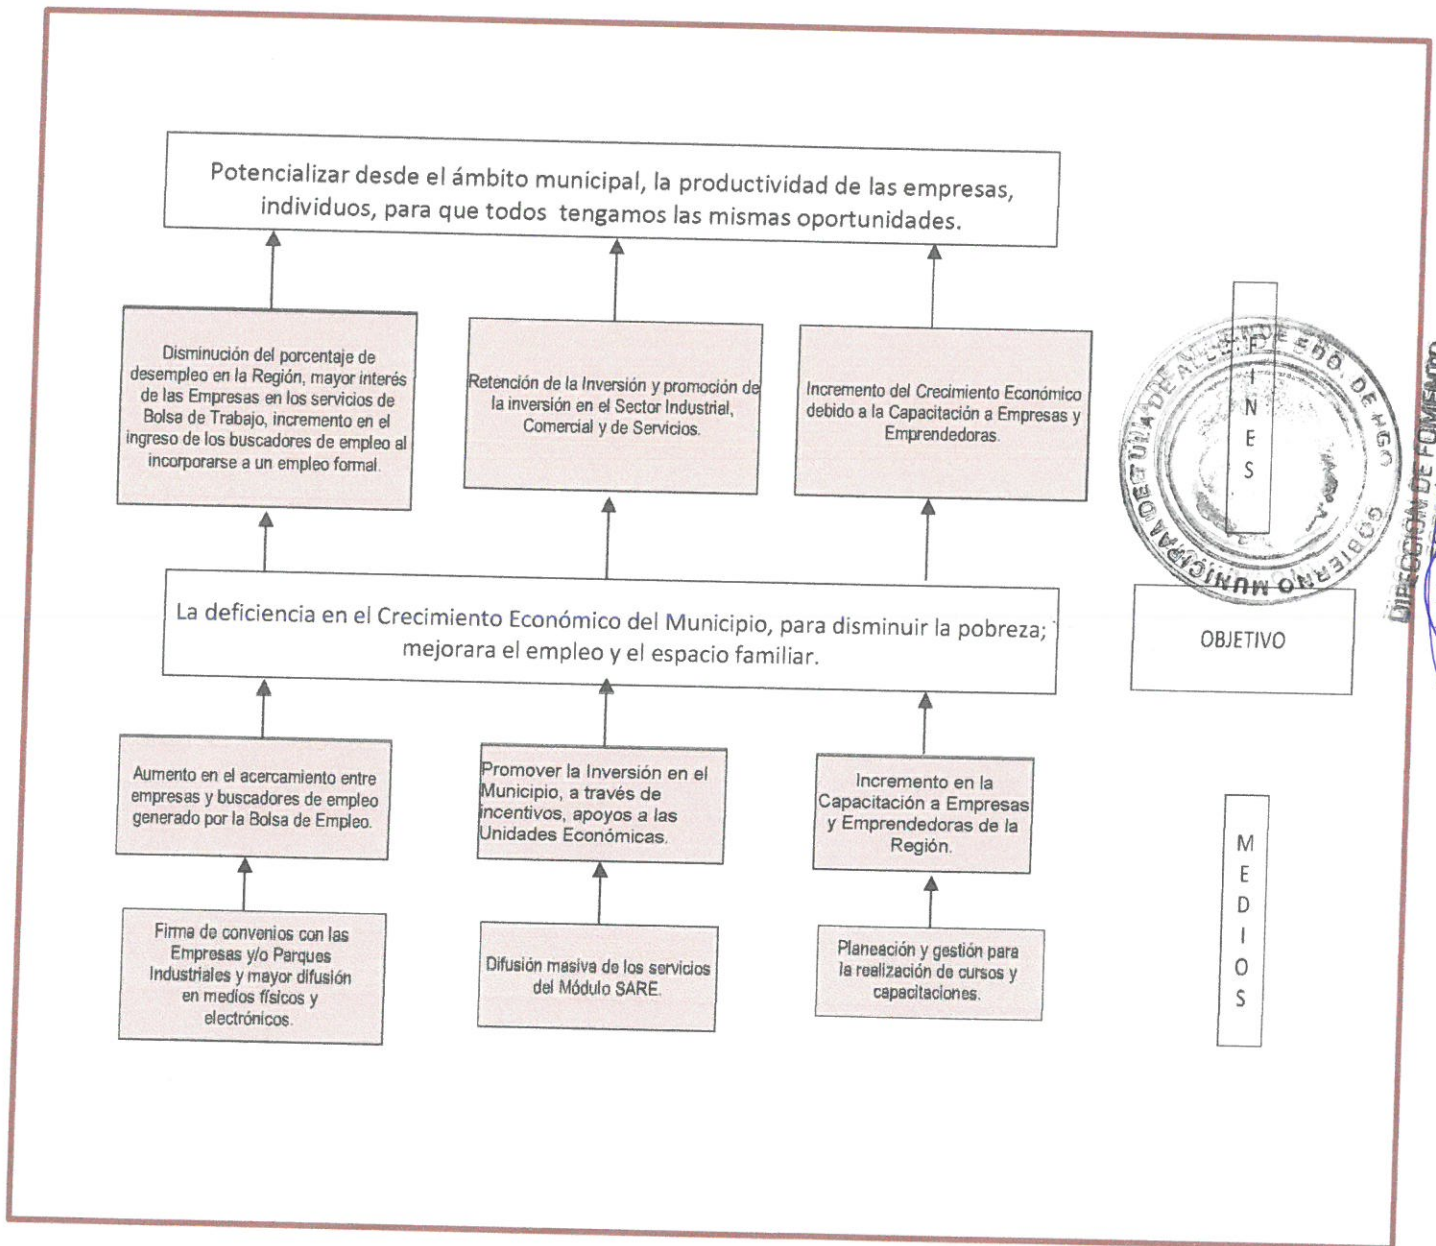 Potencializar desde el ámbito municipal, la productividad de las empresas,
individuos, para que todos tengamos las mismas oportunidades.
Disminución del porcentaje de
desempleo en la Región, mayor interés
de las Empresas en los servicios de
Bolsa de Trabajo, incremento en el
ingreso de los buscadores de empleo al
incorporarse a un empleo formal.
Retención de la Inversión y promoción de
la inversión en el Sector Industrial,
Comercial y de Servicios.
Incremento del Crecimiento Económico
debido a la Capacitación a Empresas y
Emprendedoras.
F
I
N
E
S
EDO. DE HGO
GOBIERNO MUNICIPAL DE TULA DE
DIRECCION DE FOMENTO
La deficiencia en el Crecimiento Económico del Municipio, para disminuir la pobreza;
mejorara el empleo y el espacio familiar.
OBJETIVO
Aumento en el acercamiento entre
empresas y buscadores de empleo
generado por la Bolsa de Empleo.
Promover la Inversión en el
Municipio, a través de
incentivos, apoyos a las
Unidades Económicas.
Incremento en la
Capacitación a Empresas
y Emprendedoras de la
Región.
M
E
D
I
O
S
Firma de convenios con las
Empresas y/o Parques
Industriales y mayor difusión
en medios físicos y
electrónicos.
Difusión masiva de los servicios
del Módulo SARE.
Planeación y gestión para
la realización de cursos y
capacitaciones.